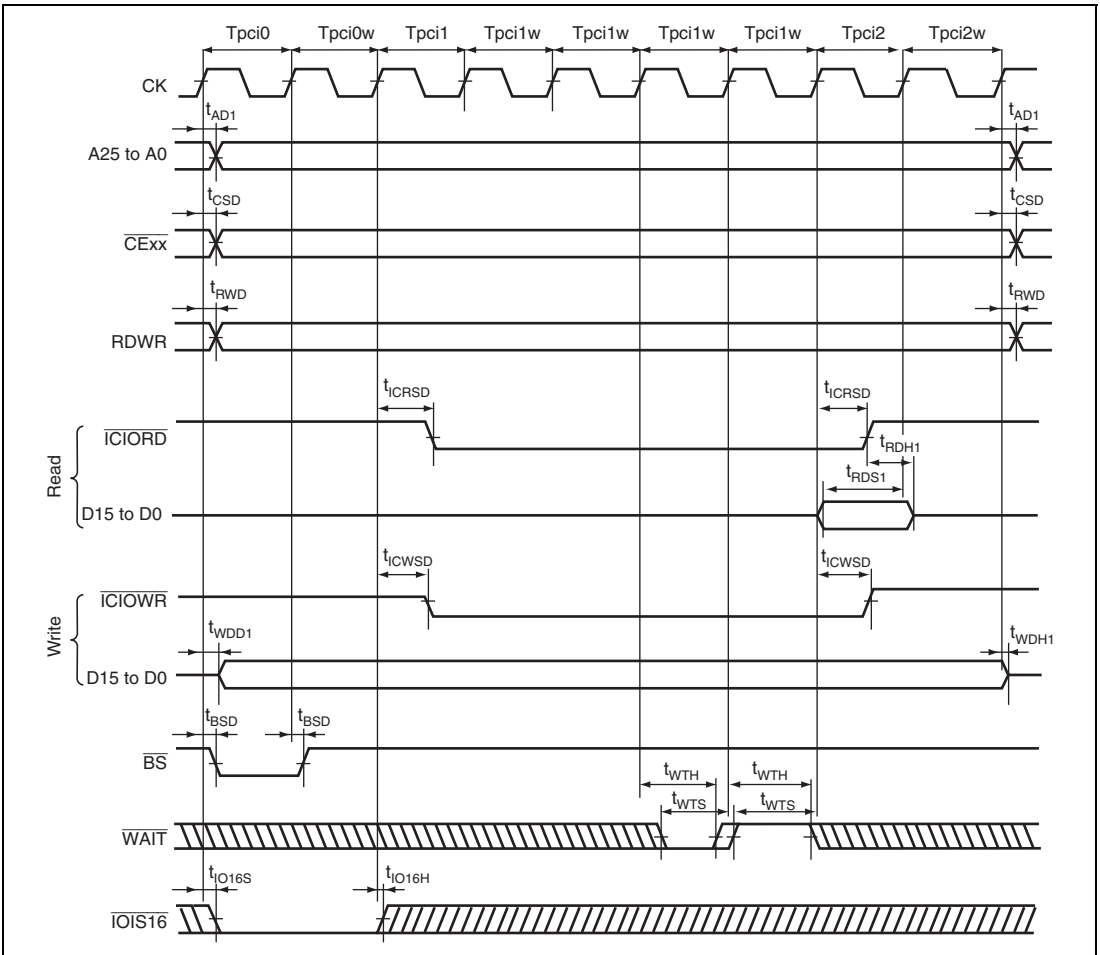 Tpci0 Tpci0w Tpci1 Tpci1w Tpci1w Tpci1w Tpci1w Tpci2 Tpci2w
CK
tAD1 tAD1
A25 to A0
tCSD tCSD
CExx
tRWD tRWD
RDWR
tICRSD tICRSD
ICIORD
tRDH1
Read
tRDS1
D15 to D0
tICWSD tICWSD
ICIOWR
Write
tWDD1 tWDH1
D15 to D0
tBSD tBSD
BS
tWTH tWTH
tWTS tWTS
WAIT
tIO16S tIO16H
IOIS16